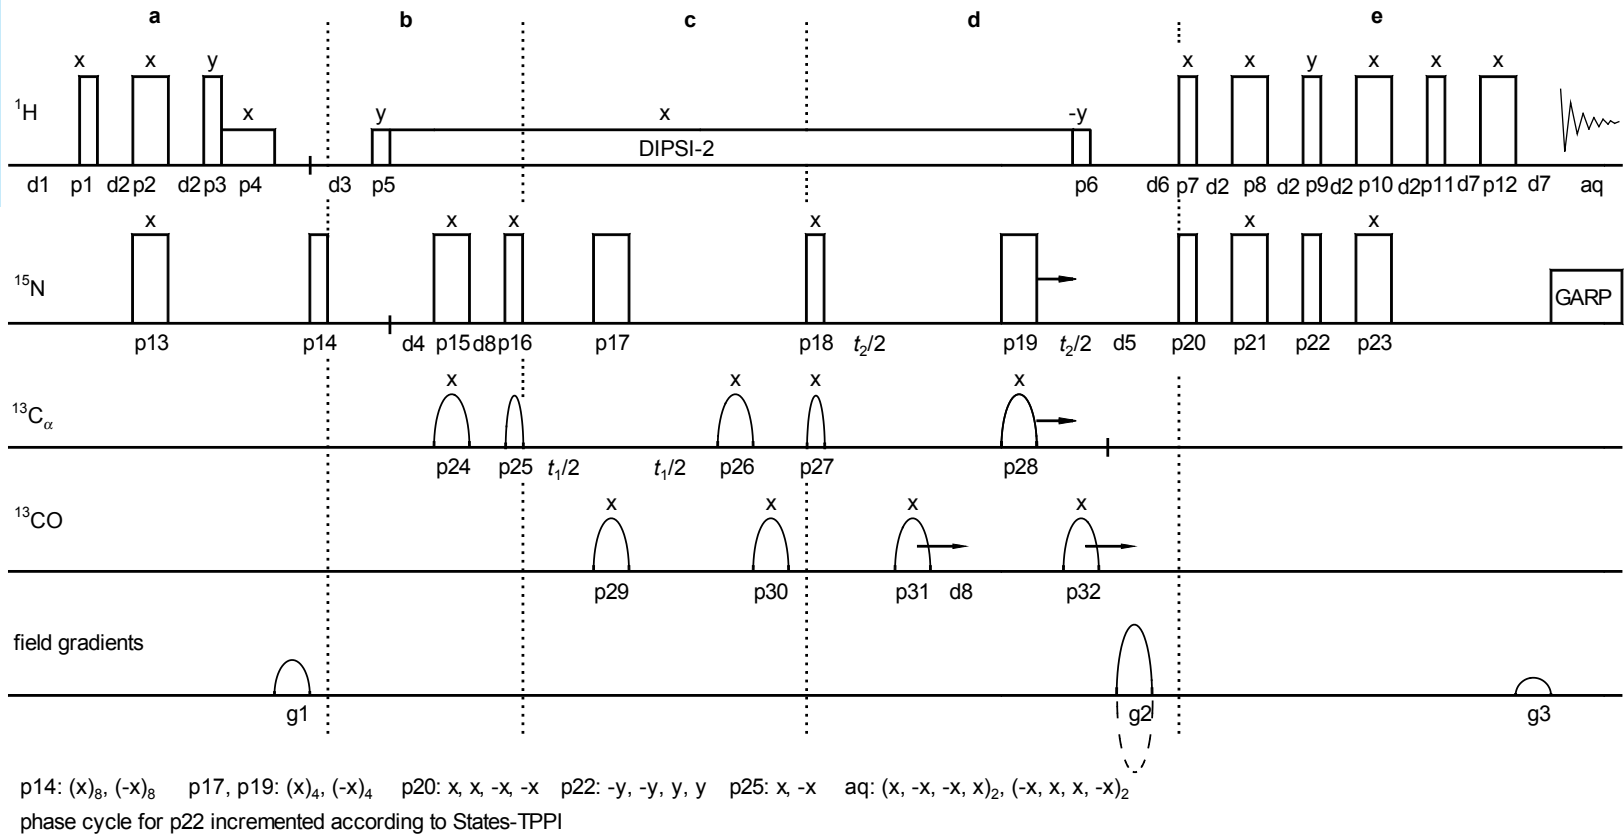 a b c d e
x x y x y x -y x x y x x x
¹H DIPSI-2
d1 p1 d2 p2 d2 p3 p4 d3 p5 p6 d6 p7 d2 p8 d2 p9 d2 p10 d2 p11 d7 p12 d7 aq
x x x x x x
¹⁵N GARP
p13 p14 d4 p15 d8 p16 p17 p18 t₂/2 p19 t₂/2 d5 p20 p21 p22 p23
x x x x
¹³Cα
p24 p25 t₁/2 t₁/2 p26 p27 p28
x x x x
¹³CO
p29 p30 p31 d8 p32
field gradients
g1 g2 g3
p14: (x)₈, (-x)₈ p17, p19: (x)₄, (-x)₄ p20: x, x, -x, -x p22: -y, -y, y, y p25: x, -x aq: (x, -x, -x, x)₂, (-x, x, x, -x)₂
phase cycle for p22 incremented according to States-TPPI